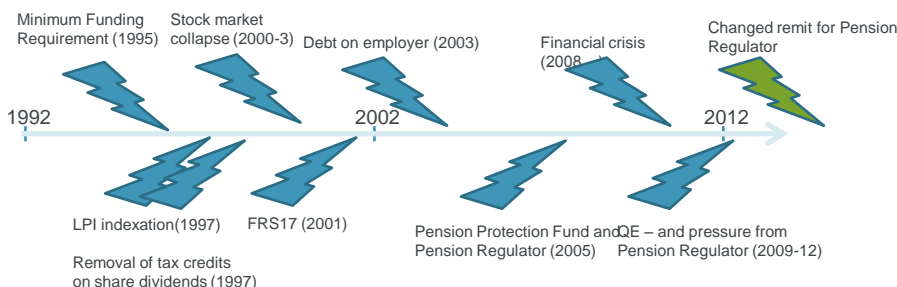 Minimum Funding
Requirement (1995)
Stock market
collapse (2000-3)
Debt on employer (2003)
Financial crisis
(2008
Changed remit for Pension
Regulator
1992
2002
2012
LPI indexation(1997)
Removal of tax credits
on share dividends (1997)
FRS17 (2001)
Pension Protection Fund and
Pension Regulator (2005)
QE – and pressure from
Pension Regulator (2009-12)